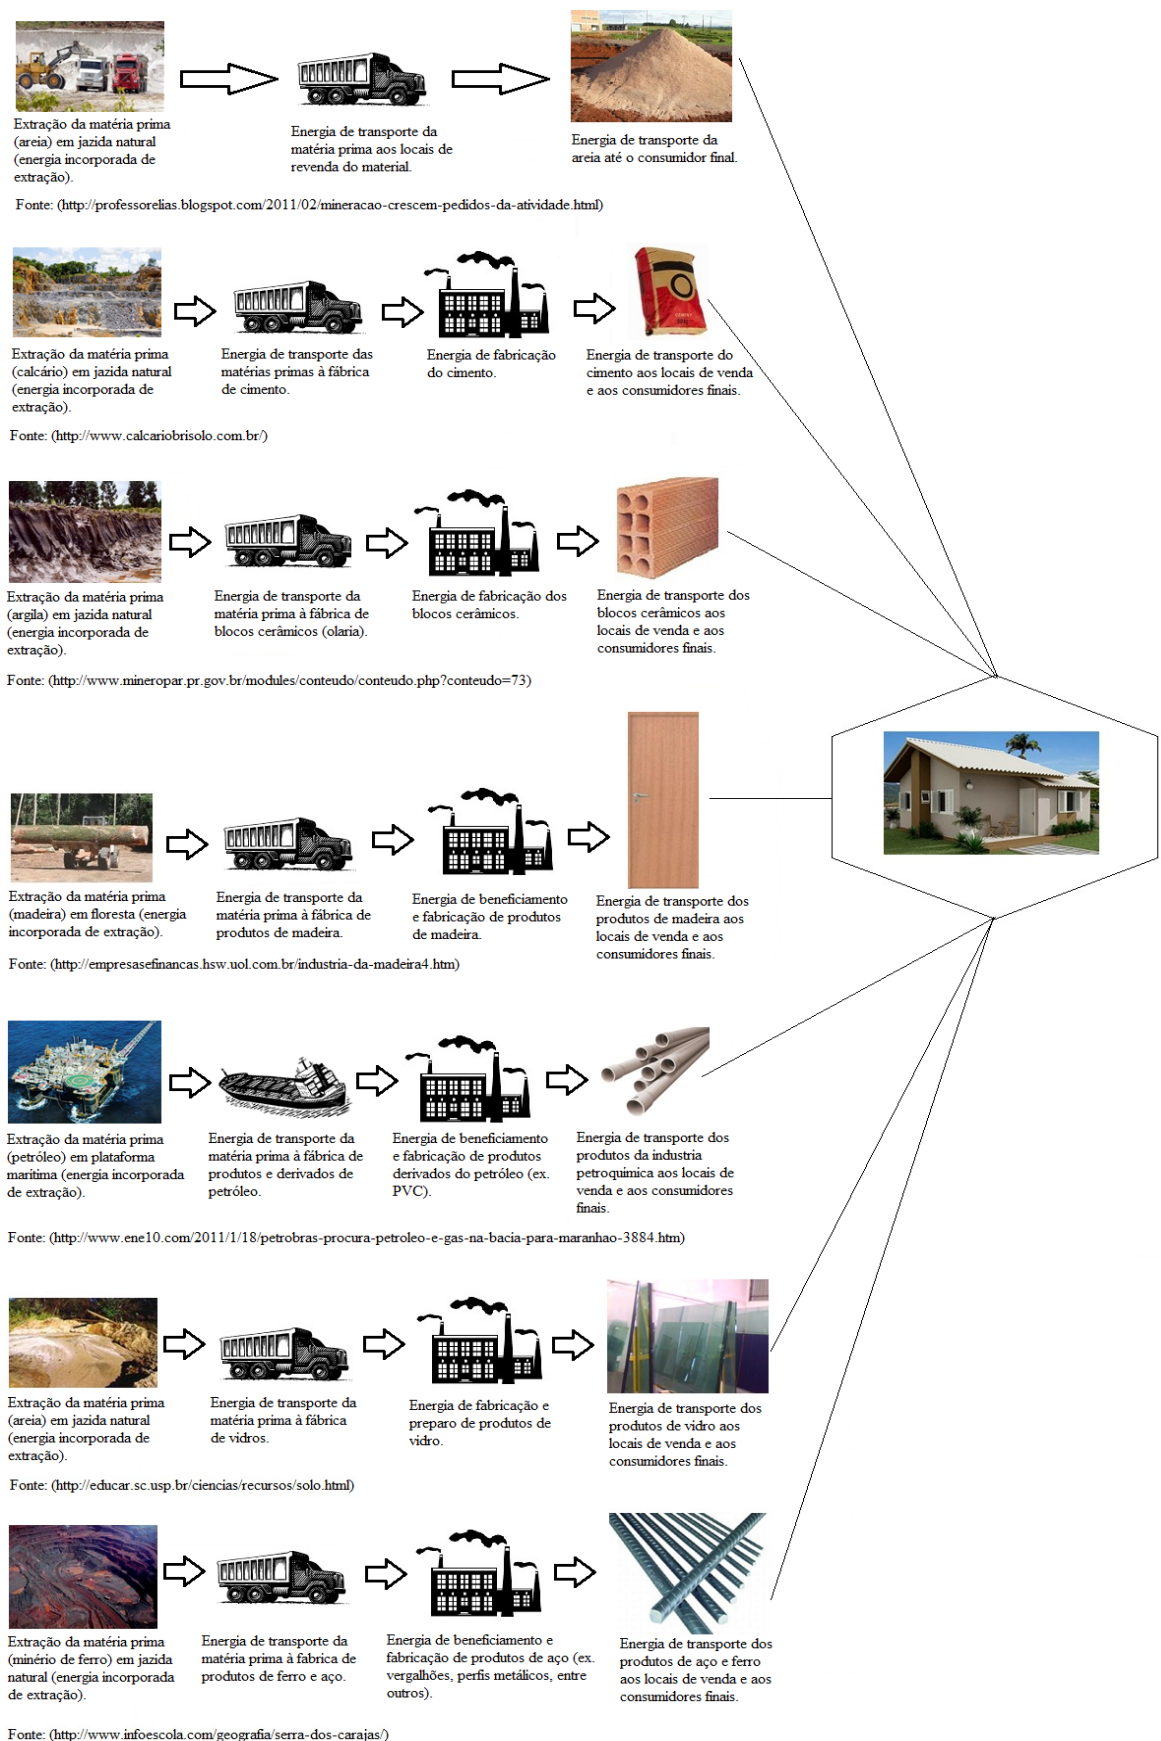 Extração da matéria prima
(areia) em jazida natural
(energia incorporada de
extração).
Energia de transporte da
matéria prima aos locais de
revenda do material.
Energia de transporte da
areia até o consumidor final.
Fonte: (http://professorelias.blogspot.com/2011/02/mineracao-crescem-pedidos-da-atividade.html)
Extração da matéria prima
(calcário) em jazida natural
(energia incorporada de
extração).
Energia de transporte das
matérias primas à fábrica
de cimento.
Energia de fabricação
do cimento.
Energia de transporte do
cimento aos locais de venda
e aos consumidores finais.
Fonte: (http://www.calcariobrisolo.com.br/)
Extração da matéria prima
(argila) em jazida natural
(energia incorporada de
extração).
Energia de transporte da
matéria prima à fábrica de
blocos cerâmicos (olaria).
Energia de fabricação dos
blocos cerâmicos.
Energia de transporte dos
blocos cerâmicos aos
locais de venda e aos
consumidores finais.
Fonte: (http://www.mineropar.pr.gov.br/modules/conteudo/conteudo.php?conteudo=73)
Extração da matéria prima
(madeira) em floresta (energia
incorporada de extração).
Energia de transporte da
matéria prima à fábrica de
produtos de madeira.
Energia de beneficiamento
e fabricação de produtos
de madeira.
Energia de transporte dos
produtos de madeira aos
locais de venda e aos
consumidores finais.
Fonte: (http://empresasefinancas.hsw.uol.com.br/industria-da-madeira4.htm)
Extração da matéria prima
(petróleo) em plataforma
maritima (energia incorporada
de extração).
Energia de transporte da
matéria prima à fábrica de
produtos e derivados de
petróleo.
Energia de beneficiamento
e fabricação de produtos
derivados do petróleo (ex.
PVC).
Energia de transporte dos
produtos da industria
petroquimica aos locais de
venda e aos consumidores
finais.
Fonte: (http://www.ene10.com/2011/1/18/petrobras-procura-petroleo-e-gas-na-bacia-para-maranhao-3884.htm)
Extração da matéria prima
(areia) em jazida natural
(energia incorporada de
extração).
Energia de transporte da
matéria prima à fábrica
de vidros.
Energia de fabricação e
preparo de produtos de
vidro.
Energia de transporte dos
produtos de vidro aos
locais de venda e aos
consumidores finais.
Fonte: (http://educar.sc.usp.br/ciencias/recursos/solo.html)
Extração da matéria prima
(minério de ferro) em jazida
natural (energia incorporada
de extração).
Energia de transporte da
matéria prima à fabrica de
produtos de ferro e aço.
Energia de beneficiamento e
fabricação de produtos de aço (ex.
vergalhões, perfis metálicos, entre
outros).
Energia de transporte dos
produtos de aço e ferro
aos locais de venda e aos
consumidores finais.
Fonte: (http://www.infoescola.com/geografia/serra-dos-carajas/)